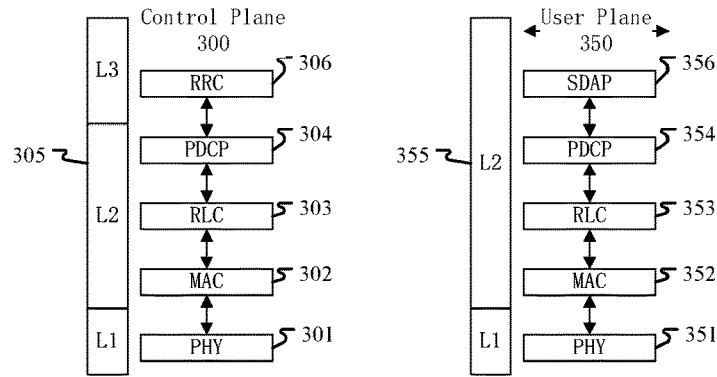 Control Plane
300
L3
306
RRC
304
305
PDCP
L2
303
RLC
302
MAC
L1
301
PHY
User Plane
350
356
SDAP
354
355
L2
PDCP
353
RLC
352
MAC
L1
351
PHY